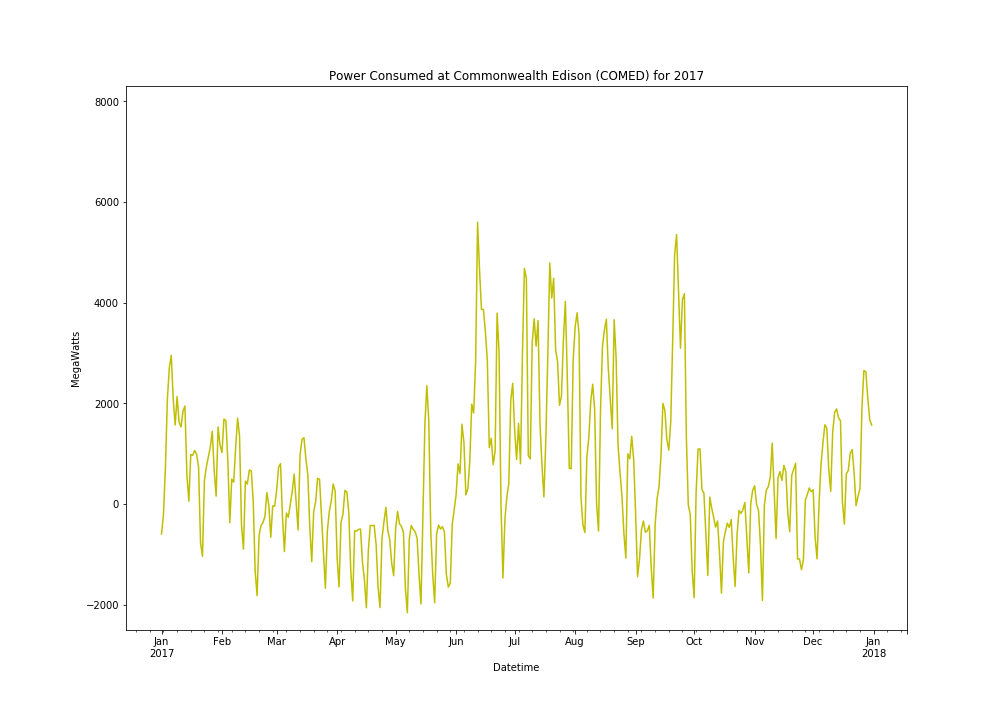 Power Consumed at Commonwealth Edison (COMED) for 2017
8000
6000
4000
2000
0
−2000
MegaWatts
Jan Feb Mar Apr May Jun Jul Aug Sep Oct Nov Dec Jan
2017 2018
Datetime